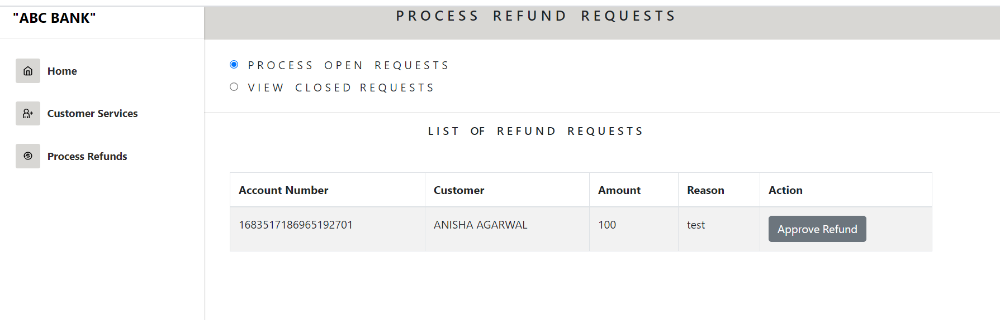 "ABC BANK"
PROCESS REFUND REQUESTS
Home
Customer Services
Process Refunds
PROCESS OPEN REQUESTS
VIEW CLOSED REQUESTS
LIST OF REFUND REQUESTS
Account Number Customer Amount Reason Action
1683517186965192701 ANISHA AGARWAL 100 test Approve Refund